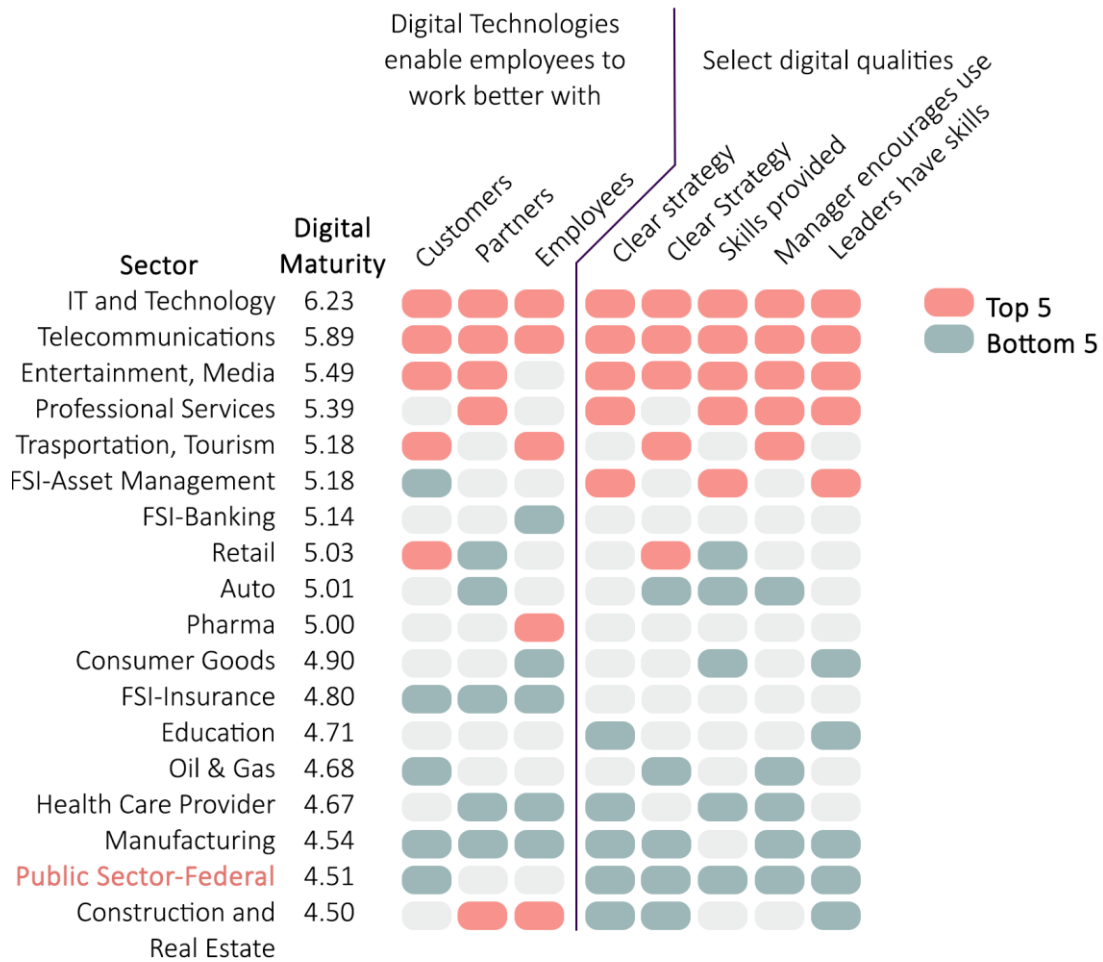 Digital Technologies
enable employees to
work better with
Select digital qualities
Customers
Partners
Employees
Clear strategy
Clear Strategy
Skills provided
Manager encourages use
Leaders have skills
Sector
Digital
Maturity
IT and Technology 6.23
Telecommunications 5.89
Entertainment, Media 5.49
Professional Services 5.39
Trasportation, Tourism 5.18
FSI-Asset Management 5.18
FSI-Banking 5.14
Retail 5.03
Auto 5.01
Pharma 5.00
Consumer Goods 4.90
FSI-Insurance 4.80
Education 4.71
Oil & Gas 4.68
Health Care Provider 4.67
Manufacturing 4.54
Public Sector-Federal 4.51
Construction and 4.50
Real Estate
Top 5
Bottom 5